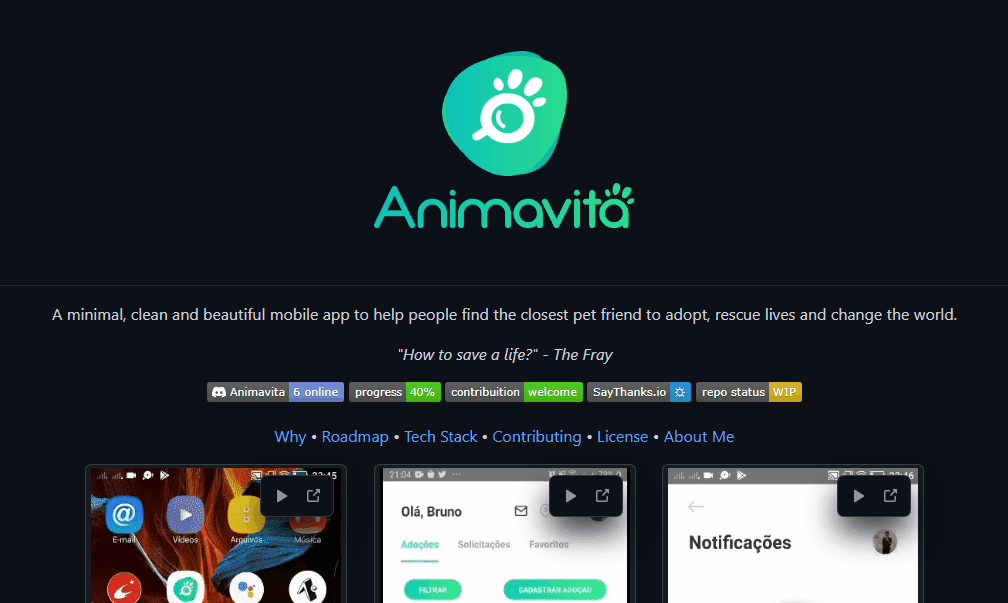 Animavita
A minimal, clean and beautiful mobile app to help people find the closest pet friend to adopt, rescue lives and change the world.
"How to save a life?" - The Fray
Animavita 6 online progress 40% contribuition welcome SayThanks.io repo status WIP
Why • Roadmap • Tech Stack • Contributing • License • About Me
E-mail Vídeos Arquivos Música
21:04
Olá, Bruno
Adoções Solicitações Favoritos
FILTRAR CADASTRAR ADOÇÃO
Notificações